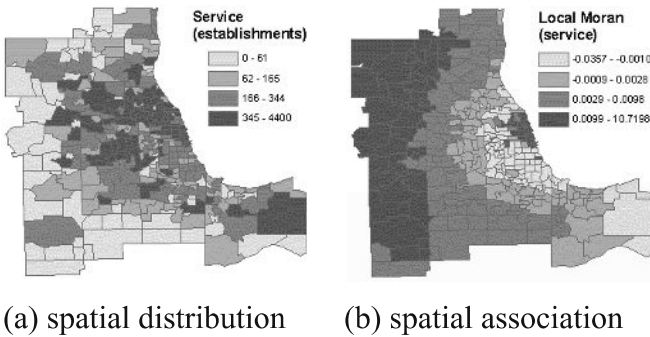 Service
(establishments)
0 - 61
62 - 165
166 - 344
345 - 4400
Local Moran
(service)
-0.0357 - -0.0010
-0.0009 - 0.0028
0.0029 - 0.0098
0.0099 - 10.7198
(a) spatial distribution
(b) spatial association